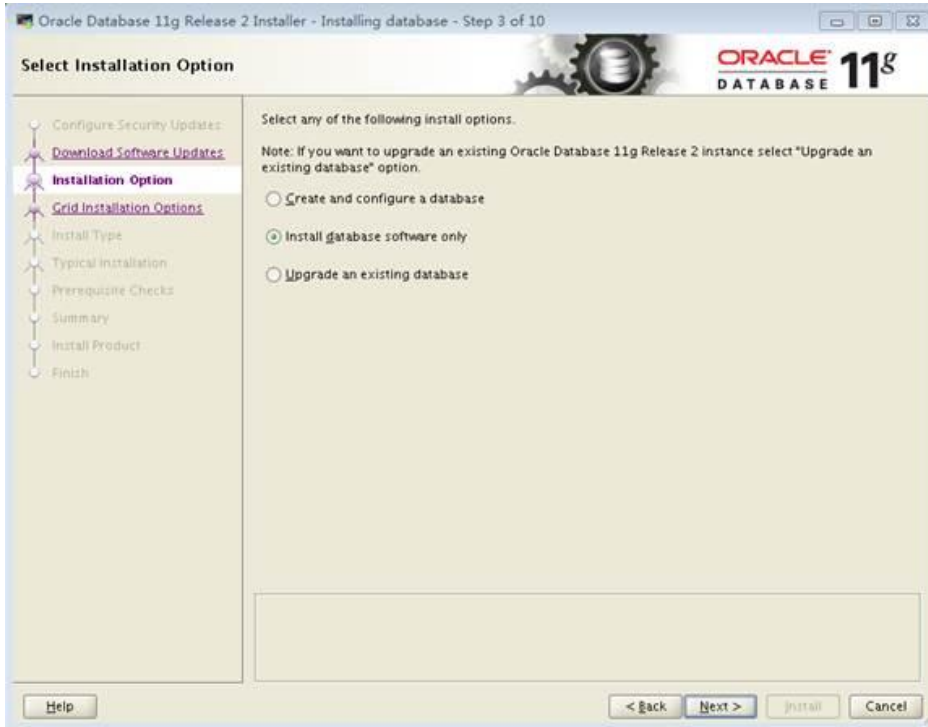 Oracle Database 11g Release 2 Installer - Installing database - Step 3 of 10
Select Installation Option
ORACLE 11g
DATABASE
Configure Security Updates
Download Software Updates
Installation Option
Grid Installation Options
Install Type
Typical Installation
Prerequisite Checks
Summary
Install Product
Finish
Select any of the following install options.
Note: If you want to upgrade an existing Oracle Database 11g Release 2 instance select "Upgrade an
existing database" option.
Create and configure a database
Install database software only
Upgrade an existing database
Help
< Back
Next >
Install
Cancel